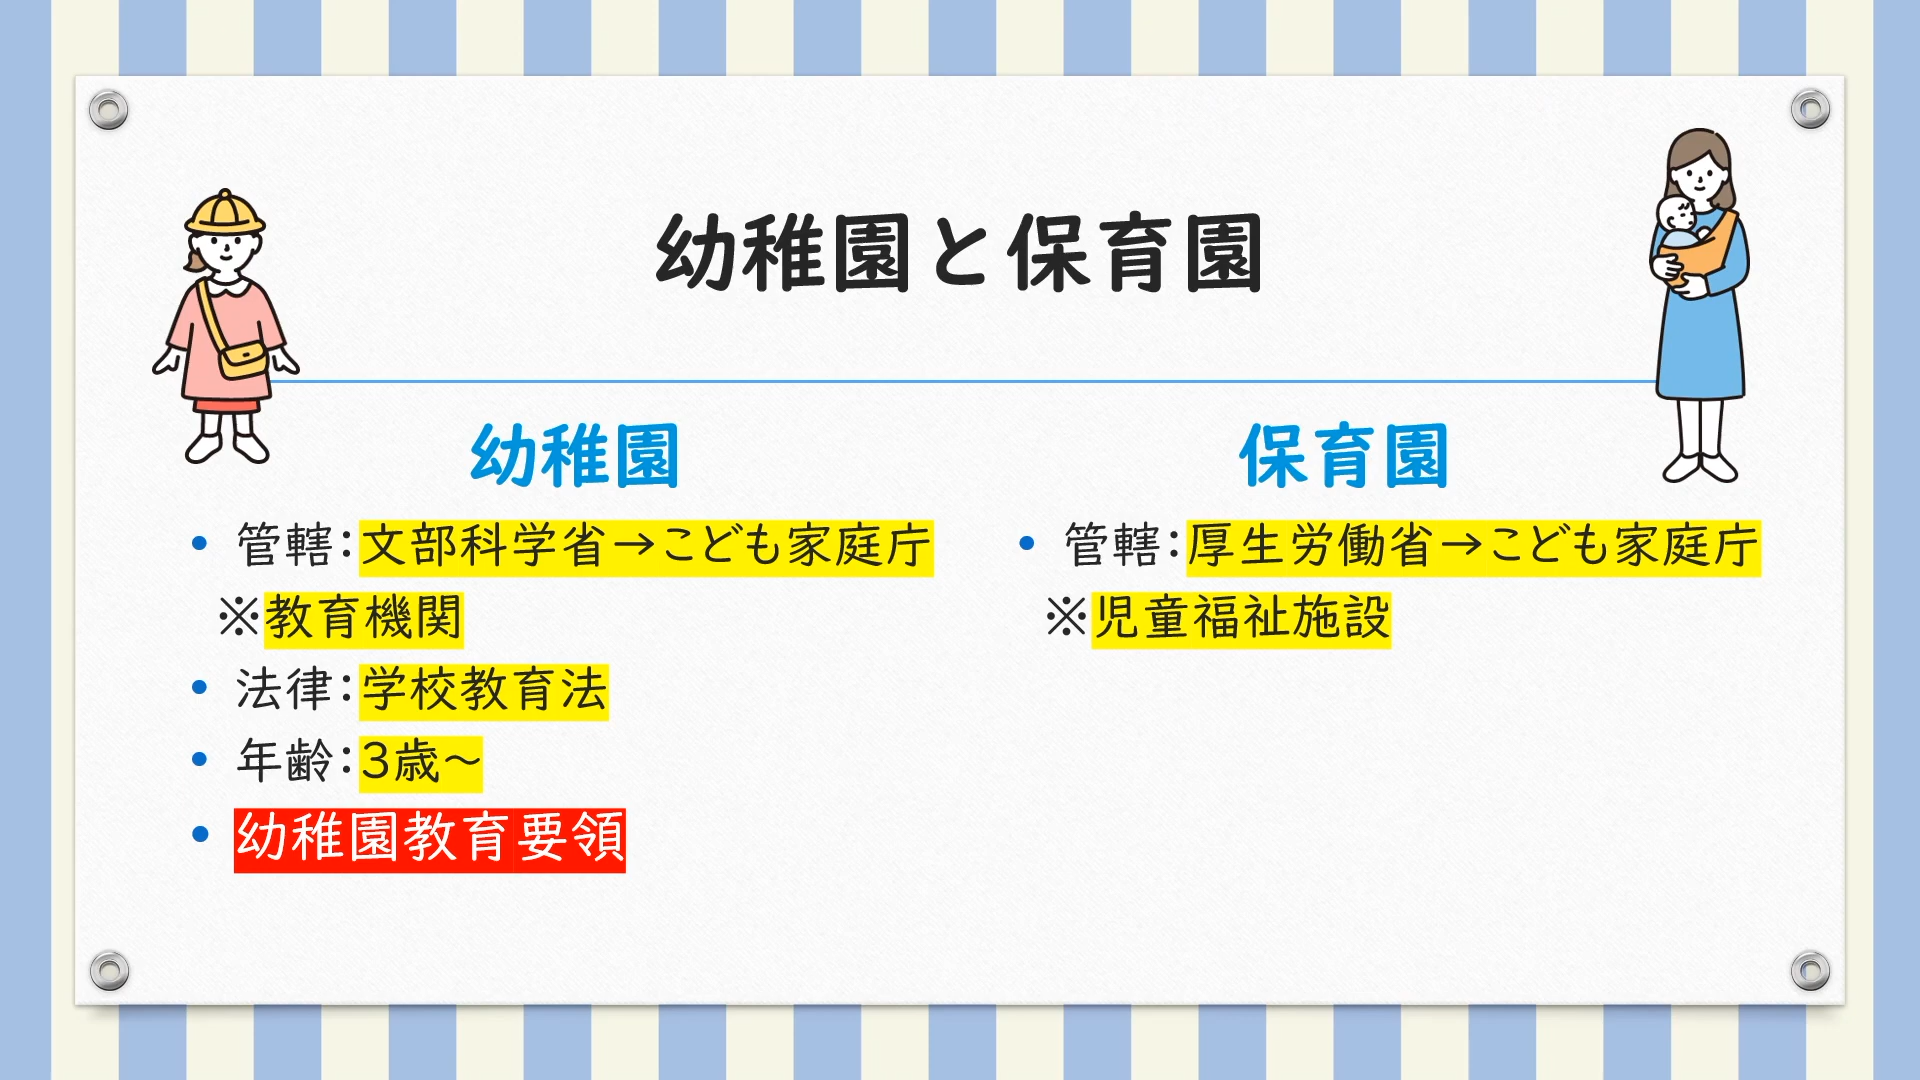 幼稚園と保育園
幼稚園
• 管轄：文部科学省→こども家庭庁
※教育機関
• 法律：学校教育法
• 年齢：3歳～
• 幼稚園教育要領
保育園
• 管轄：厚生労働省→こども家庭庁
※児童福祉施設